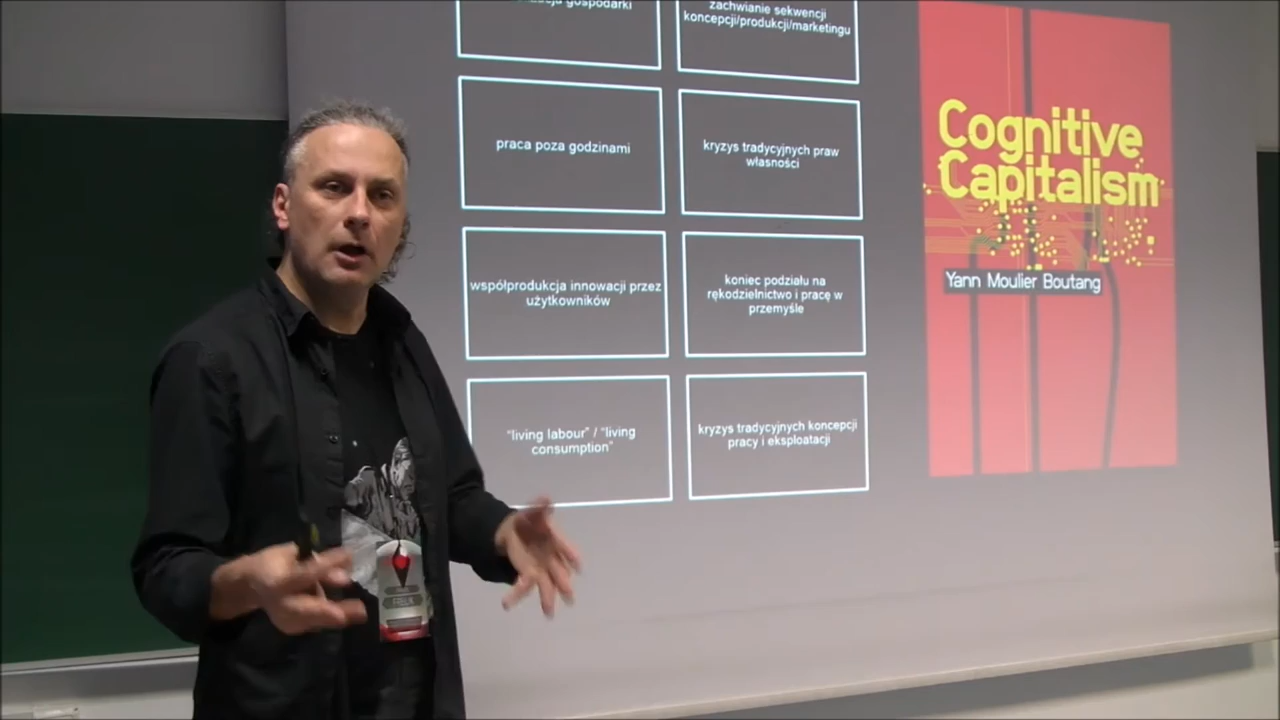 gospodarki
zachwianie sekwencji
koncepcji/produkcji/marketingu
praca poza godzinami
kryzys tradycyjnych praw
własności
współprodukcja innowacji przez
użytkowników
koniec podziału na
rękodzielnictwo i pracę w
przemyśle
“living labour” / “living
consumption”
kryzys tradycyjnych koncepcji
pracy i eksploatacji
Cognitive
Capitalism
Yann Moulier Boutang